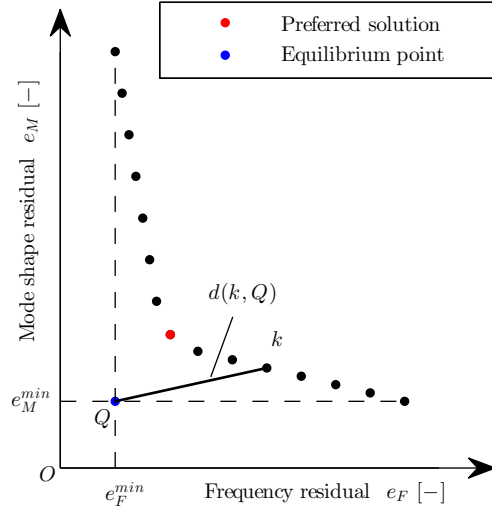 Preferred solution
Equilibrium point
Mode shape residual e_M [−]
d(k, Q)
k
e_M^{min}
Q
O
e_F^{min}
Frequency residual e_F [−]